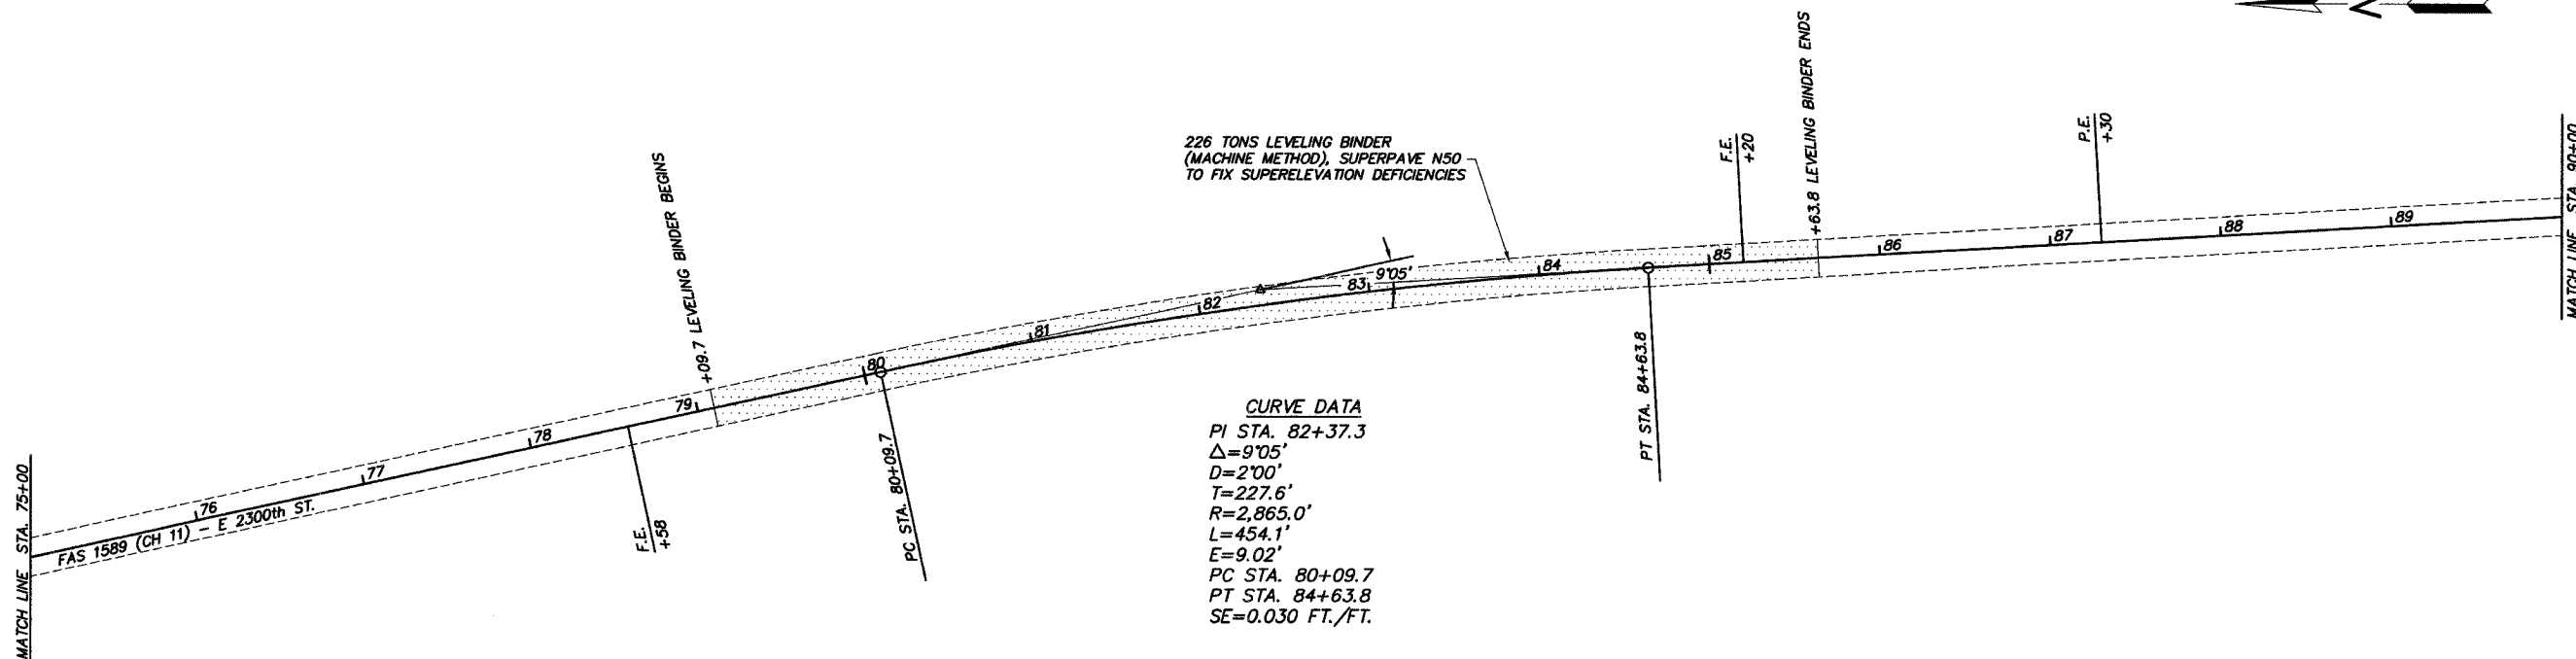 MATCH LINE STA. 75+00
76
77
78
79
80
81
82
83
84
85
86
87
88
89
FAS 1589 (CH 11) - E 2300th ST.
F.E.
+58
+09.7 LEVELING BINDER BEGINS
PC STA. 80+09.7
226 TONS LEVELING BINDER
(MACHINE METHOD), SUPERPAVE N50
TO FIX SUPERELEVATION DEFICIENCIES
9°05'
PT STA. 84+63.8
F.E.
+20
+63.8 LEVELING BINDER ENDS
P.E.
+30
MATCH LINE STA. 90+00
CURVE DATA
PI STA. 82+37.3
Δ=9°05'
D=2°00'
T=227.6'
R=2,865.0'
L=454.1'
E=9.02'
PC STA. 80+09.7
PT STA. 84+63.8
SE=0.030 FT./FT.